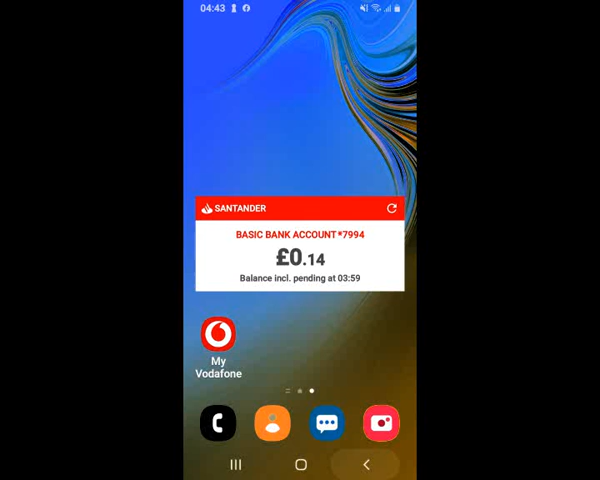 04:43
SANTANDER
BASIC BANK ACCOUNT *7994
£0.14
Balance incl. pending at 03:59
My
Vodafone